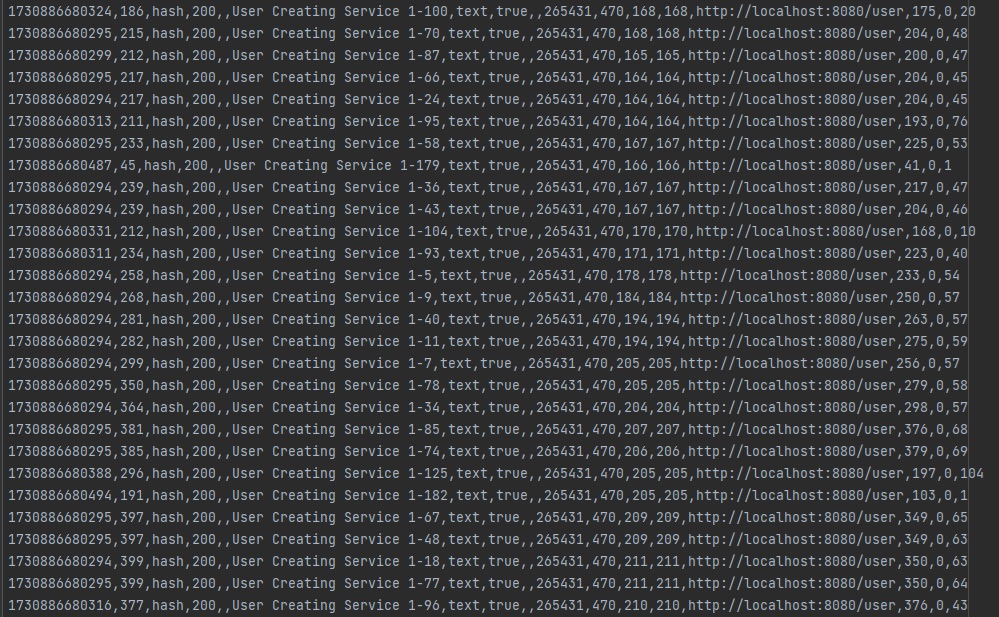 1730886680324,186,hash,200,,User Creating Service 1-100,text,true,,265431,470,168,168,http://localhost:8080/user,175,0,20
1730886680295,215,hash,200,,User Creating Service 1-70,text,true,,265431,470,168,168,http://localhost:8080/user,204,0,48
1730886680299,212,hash,200,,User Creating Service 1-87,text,true,,265431,470,165,165,http://localhost:8080/user,200,0,47
1730886680295,217,hash,200,,User Creating Service 1-66,text,true,,265431,470,164,164,http://localhost:8080/user,204,0,45
1730886680294,217,hash,200,,User Creating Service 1-24,text,true,,265431,470,164,164,http://localhost:8080/user,204,0,45
1730886680313,211,hash,200,,User Creating Service 1-95,text,true,,265431,470,164,164,http://localhost:8080/user,193,0,76
1730886680295,233,hash,200,,User Creating Service 1-58,text,true,,265431,470,167,167,http://localhost:8080/user,225,0,53
1730886680487,45,hash,200,,User Creating Service 1-179,text,true,,265431,470,166,166,http://localhost:8080/user,41,0,1
1730886680294,239,hash,200,,User Creating Service 1-36,text,true,,265431,470,167,167,http://localhost:8080/user,217,0,47
1730886680294,239,hash,200,,User Creating Service 1-43,text,true,,265431,470,167,167,http://localhost:8080/user,204,0,46
1730886680331,212,hash,200,,User Creating Service 1-104,text,true,,265431,470,170,170,http://localhost:8080/user,168,0,10
1730886680311,234,hash,200,,User Creating Service 1-93,text,true,,265431,470,171,171,http://localhost:8080/user,223,0,40
1730886680294,258,hash,200,,User Creating Service 1-5,text,true,,265431,470,178,178,http://localhost:8080/user,233,0,54
1730886680294,268,hash,200,,User Creating Service 1-9,text,true,,265431,470,184,184,http://localhost:8080/user,250,0,57
1730886680294,281,hash,200,,User Creating Service 1-40,text,true,,265431,470,194,194,http://localhost:8080/user,263,0,57
1730886680294,282,hash,200,,User Creating Service 1-11,text,true,,265431,470,194,194,http://localhost:8080/user,275,0,59
1730886680294,299,hash,200,,User Creating Service 1-7,text,true,,265431,470,205,205,http://localhost:8080/user,256,0,57
1730886680295,350,hash,200,,User Creating Service 1-78,text,true,,265431,470,205,205,http://localhost:8080/user,279,0,58
1730886680294,364,hash,200,,User Creating Service 1-34,text,true,,265431,470,204,204,http://localhost:8080/user,298,0,57
1730886680295,381,hash,200,,User Creating Service 1-85,text,true,,265431,470,207,207,http://localhost:8080/user,376,0,68
1730886680295,385,hash,200,,User Creating Service 1-74,text,true,,265431,470,206,206,http://localhost:8080/user,379,0,69
1730886680388,296,hash,200,,User Creating Service 1-125,text,true,,265431,470,205,205,http://localhost:8080/user,197,0,104
1730886680494,191,hash,200,,User Creating Service 1-182,text,true,,265431,470,205,205,http://localhost:8080/user,103,0,1
1730886680295,397,hash,200,,User Creating Service 1-67,text,true,,265431,470,209,209,http://localhost:8080/user,349,0,65
1730886680295,397,hash,200,,User Creating Service 1-48,text,true,,265431,470,209,209,http://localhost:8080/user,349,0,63
1730886680294,399,hash,200,,User Creating Service 1-18,text,true,,265431,470,211,211,http://localhost:8080/user,350,0,63
1730886680295,399,hash,200,,User Creating Service 1-77,text,true,,265431,470,211,211,http://localhost:8080/user,350,0,64
1730886680316,377,hash,200,,User Creating Service 1-96,text,true,,265431,470,210,210,http://localhost:8080/user,376,0,43